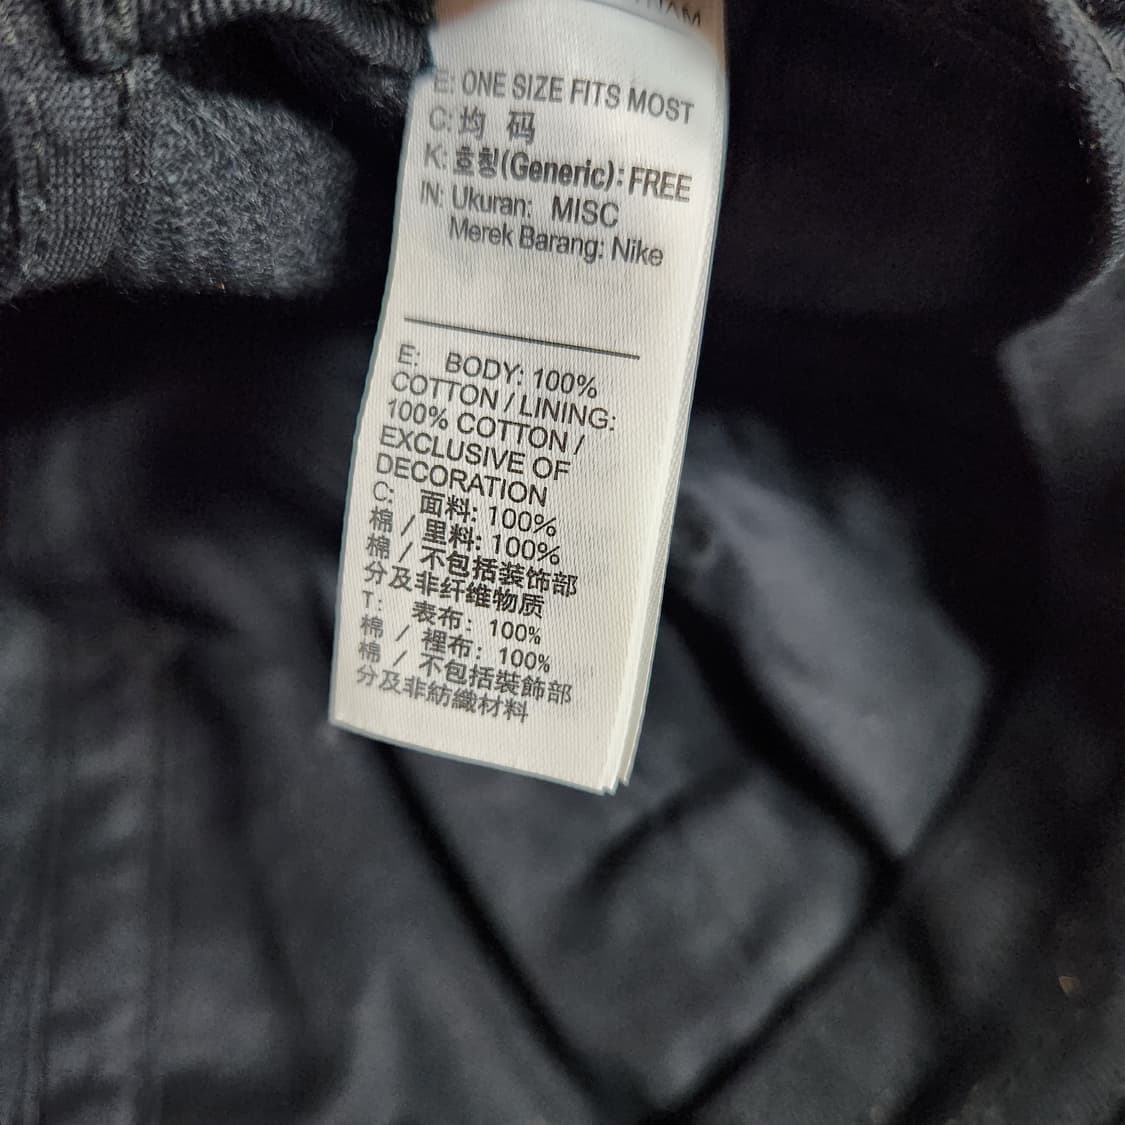 E: ONE SIZE FITS MOST
C: 均 码
K: 호칭(Generic): FREE
IN: Ukuran: MISC
Merek Barang: Nike
E: BODY: 100%
COTTON / LINING:
100% COTTON /
EXCLUSIVE OF
DECORATION
C: 面料: 100%
棉 / 里料: 100%
棉 / 不包括装饰部
分及非纤维物质
T: 表布: 100%
棉 / 裡布: 100%
棉 / 不包括裝飾部
分及非紡織材料